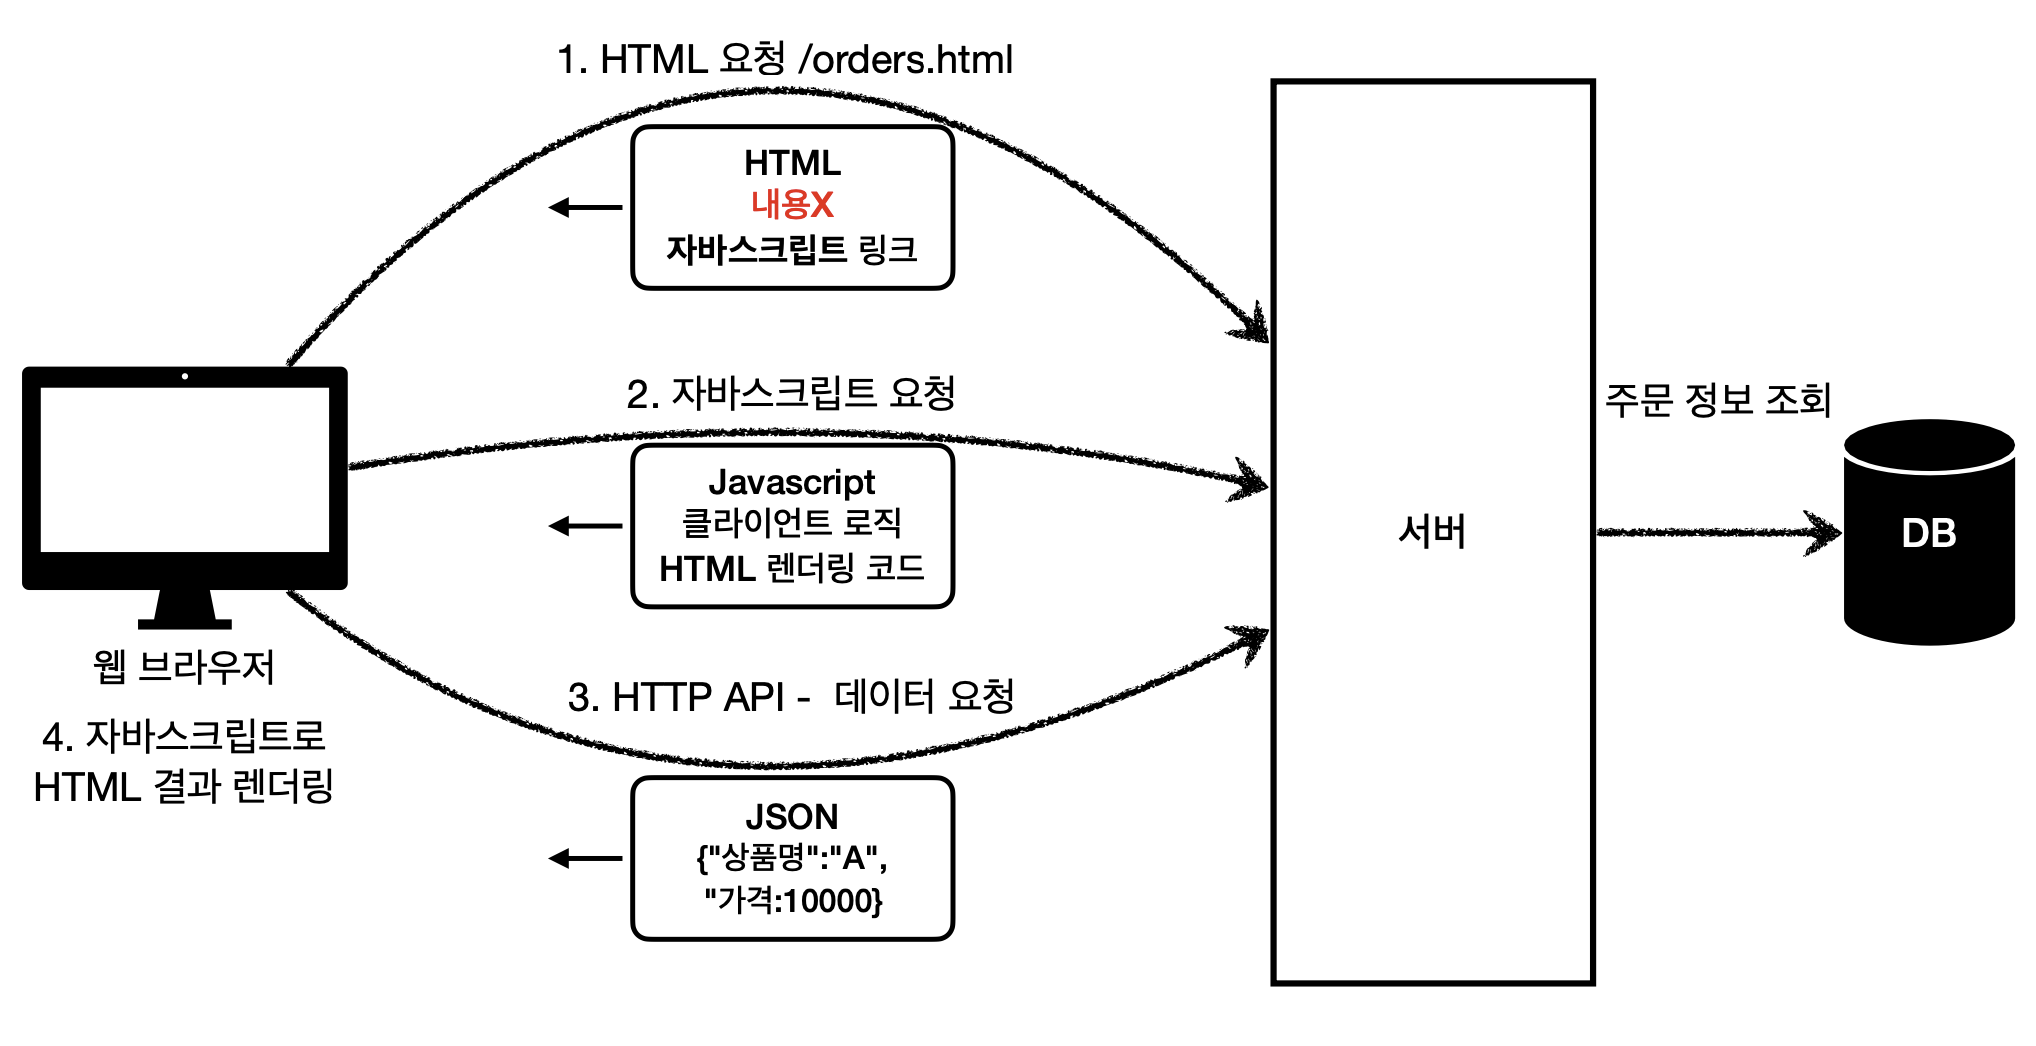 1. HTML 요청 /orders.html
HTML
내용X
자바스크립트 링크
2. 자바스크립트 요청
Javascript
클라이언트 로직
HTML 렌더링 코드
3. HTTP API - 데이터 요청
JSON
{"상품명":"A",
"가격:10000}
웹 브라우저
4. 자바스크립트로
HTML 결과 렌더링
서버
주문 정보 조회
DB